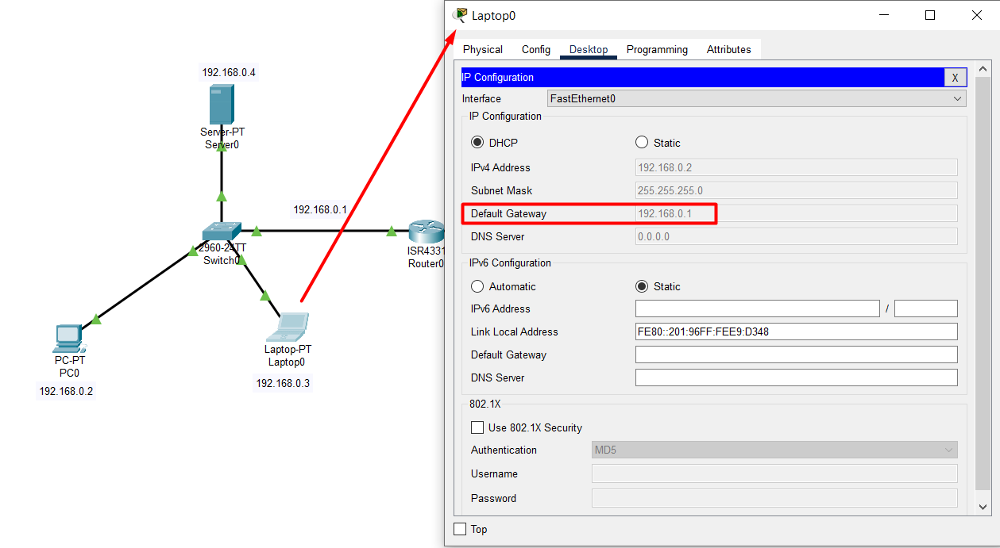 192.168.0.4
Server-PT
Server0
192.168.0.1
2960-24TT
Switch0
ISR4331
Router0
PC-PT
PC0
192.168.0.2
Laptop-PT
Laptop0
192.168.0.3
Laptop0
Physical Config Desktop Programming Attributes
IP Configuration X
Interface FastEthernet0
IP Configuration
DHCP Static
IPv4 Address 192.168.0.2
Subnet Mask 255.255.255.0
Default Gateway 192.168.0.1
DNS Server 0.0.0.0
IPv6 Configuration
Automatic Static
IPv6 Address /
Link Local Address FE80::201:96FF:FEE9:D348
Default Gateway
DNS Server
802.1X
Use 802.1X Security
Authentication MD5
Username
Password
Top